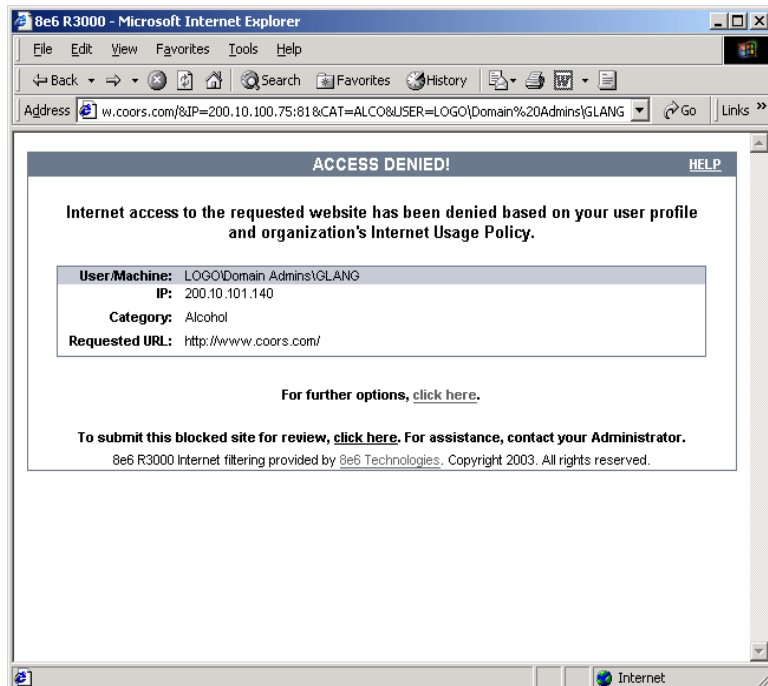 8e6 R3000 - Microsoft Internet Explorer
File Edit View Favorites Tools Help
Back Search Favorites History
Address w.coors.com/&IP=200.10.100.75:81&CAT=ALCO&USER=LOGO\Domain%20Admins\GLANG Go Links »
ACCESS DENIED! HELP
Internet access to the requested website has been denied based on your user profile
and organization's Internet Usage Policy.
User/Machine: LOGO\Domain Admins\GLANG
IP: 200.10.101.140
Category: Alcohol
Requested URL: http://www.coors.com/
For further options, click here.
To submit this blocked site for review, click here. For assistance, contact your Administrator.
8e6 R3000 Internet filtering provided by 8e6 Technologies. Copyright 2003. All rights reserved.
Internet